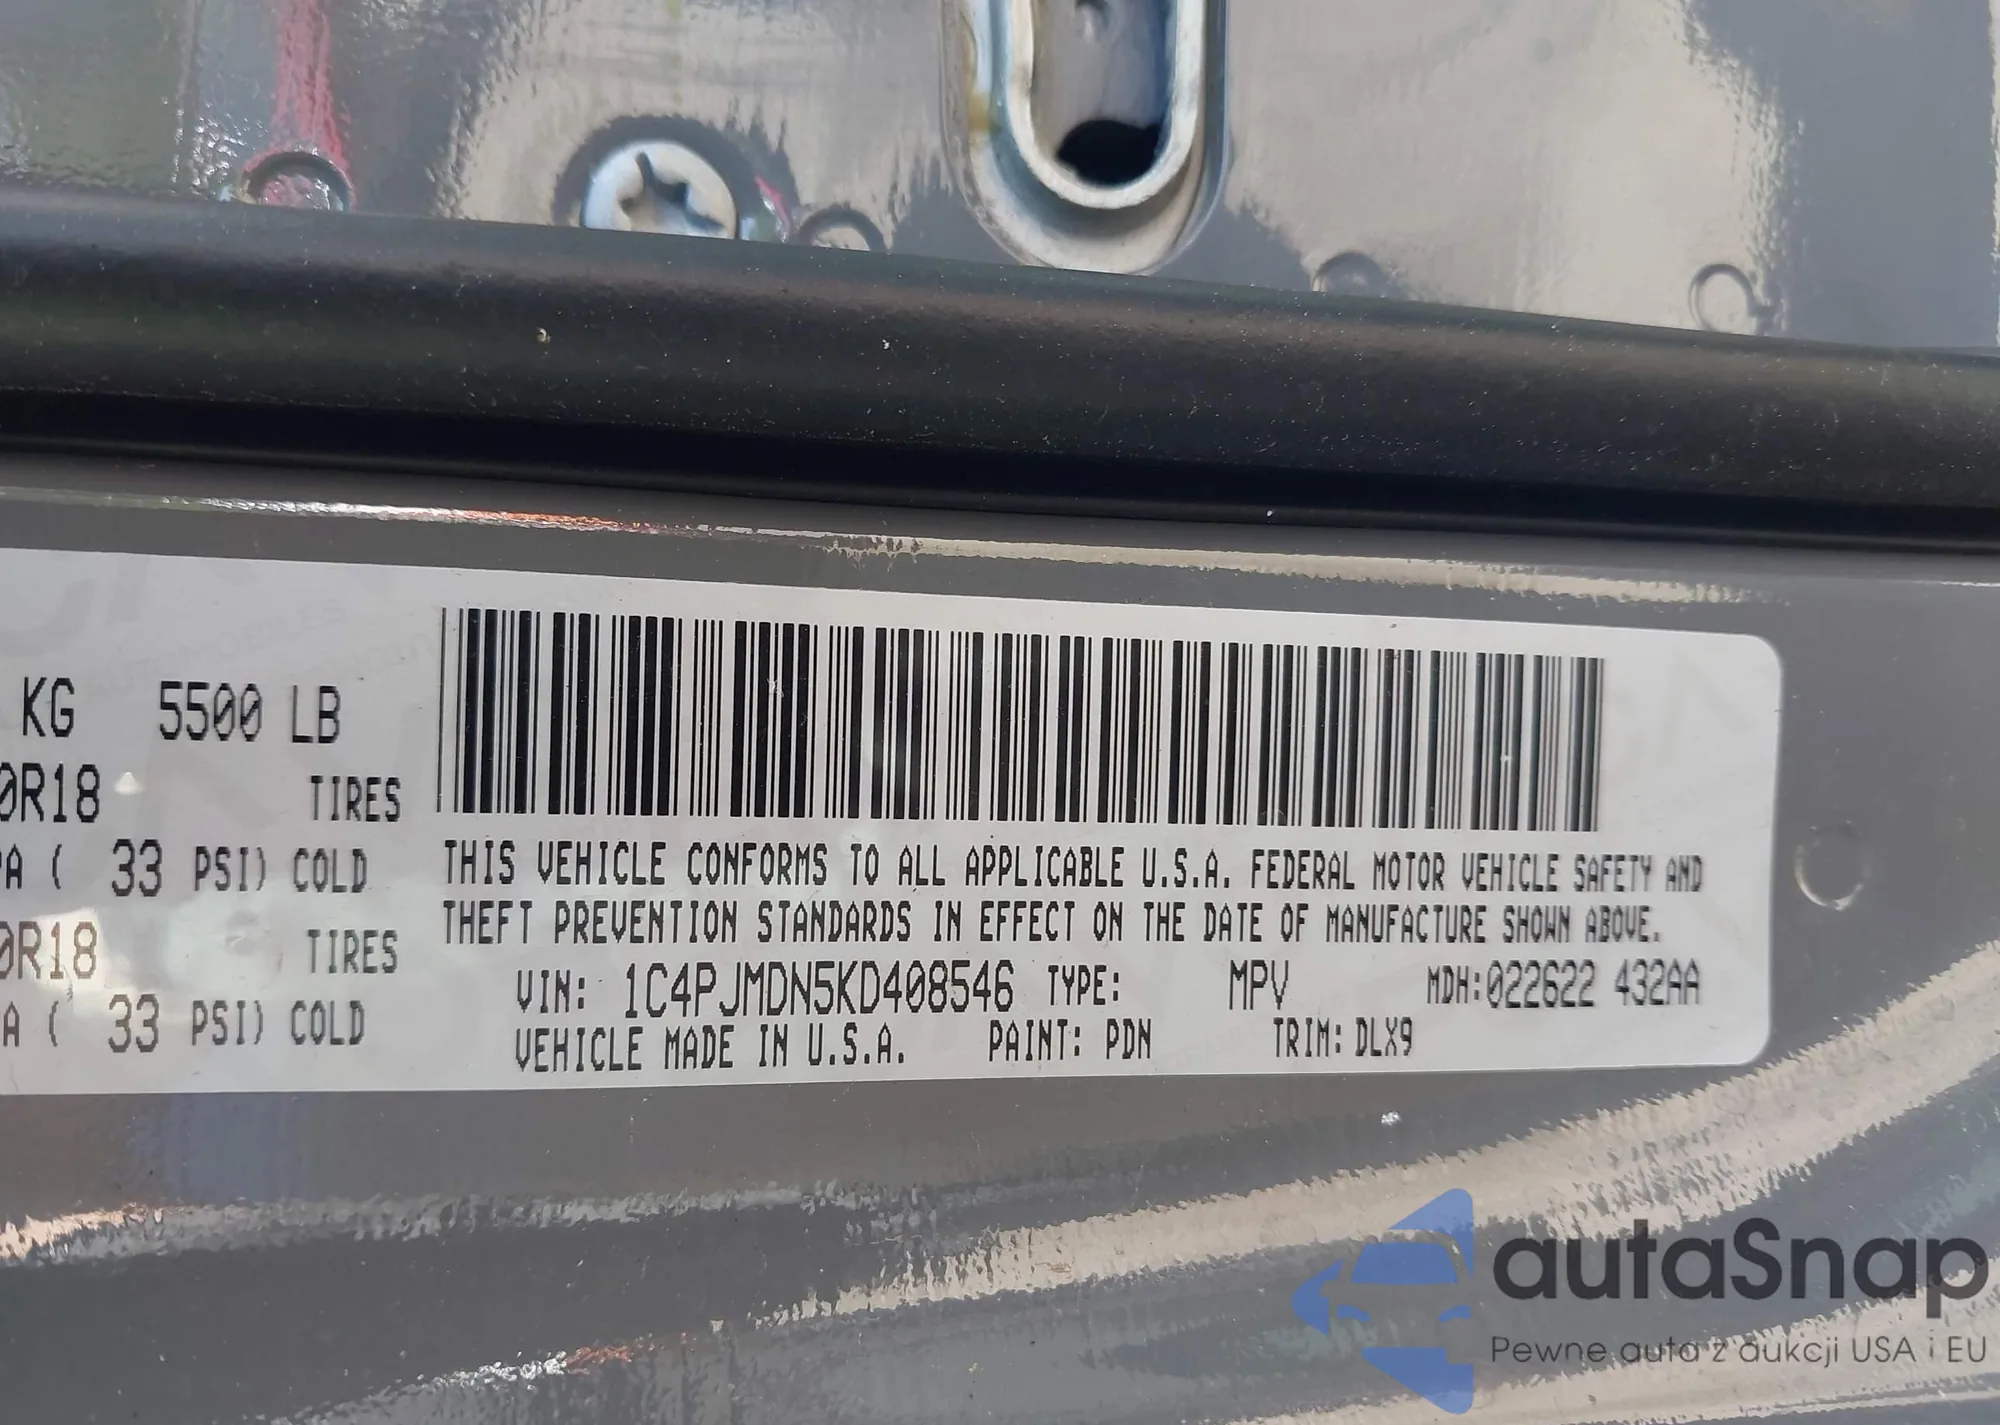 KG 5500 LB
0R18 TIRES
PA ( 33 PSI) COLD
0R18 TIRES
A ( 33 PSI) COLD
THIS VEHICLE CONFORMS TO ALL APPLICABLE U.S.A. FEDERAL MOTOR VEHICLE SAFETY AND
THEFT PREVENTION STANDARDS IN EFFECT ON THE DATE OF MANUFACTURE SHOWN ABOVE.
VIN: 1C4PJMDN5KD408546 TYPE: MPV MDH:022622 432AA
VEHICLE MADE IN U.S.A. PAINT: PDN TRIM: DLX9
autaSnap
Pewne auta z aukcji USA i EU